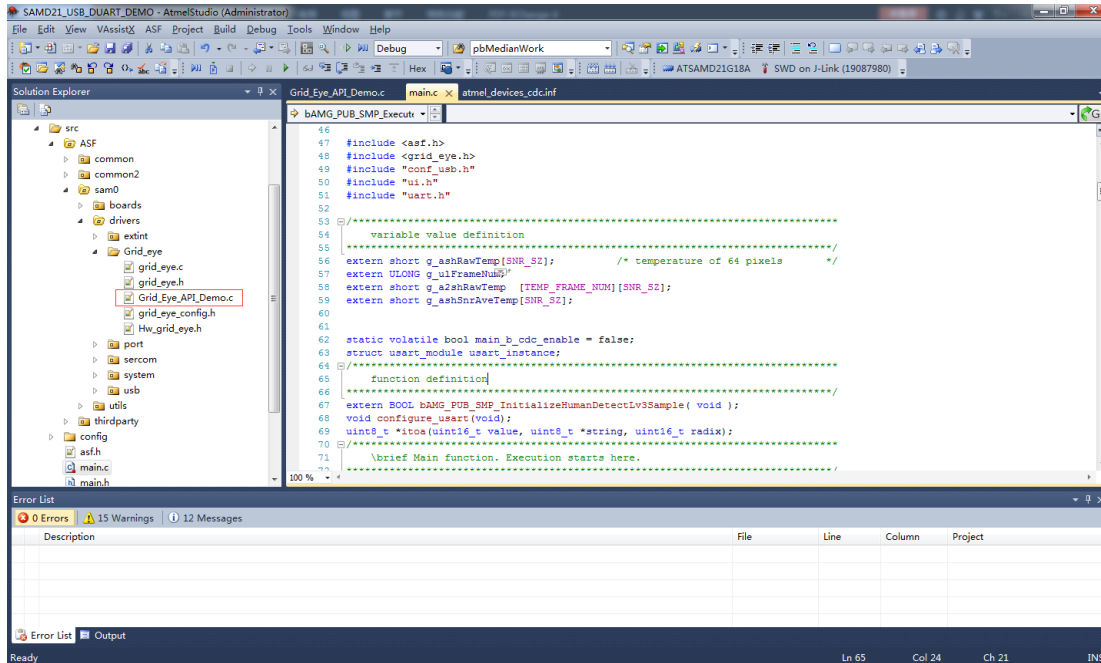 SAMD21_USB_DUART_DEMO - AtmelStudio (Administrator)
File Edit View VAssistX ASF Project Build Debug Tools Window Help
Debug pbMedianWork
Hex ATSAMD21G18A SWD on J-Link (19087980)
Solution Explorer
src
ASF
common
common2
sam0
boards
drivers
extint
Grid_eye
grid_eye.c
grid_eye.h
Grid_Eye_API_Demo.c
grid_eye_config.h
Hw_grid_eye.h
port
sercom
system
usb
utils
thirdparty
config
asf.h
main.c
main.h
Grid_Eye_API_Demo.c main.c atmel_devices_cdc.inf
bAMG_PUB_SMP_Execute G
46
47 #include <asf.h>
48 #include <grid_eye.h>
49 #include "conf_usb.h"
50 #include "ui.h"
51 #include "uart.h"
52
53 /*******************************************************************************
54 variable value definition
55 *******************************************************************************/
56 extern short g_ashRawTemp[SNR_SZ]; /* temperature of 64 pixels */
57 extern ULONG g_ulFrameNum;
58 extern short g_a2shRawTemp [TEMP_FRAME_NUM][SNR_SZ];
59 extern short g_ashSnrAveTemp[SNR_SZ];
60
61
62 static volatile bool main_b_cdc_enable = false;
63 struct usart_module usart_instance;
64 /*******************************************************************************
65 function definition
66 *******************************************************************************/
67 extern BOOL bAMG_PUB_SMP_InitializeHumanDetectLv3Sample( void );
68 void configure_usart(void);
69 uint8_t *itoa(uint16_t value, uint8_t *string, uint16_t radix);
70 /*******************************************************************************
71 \brief Main function. Execution starts here.
72 *******************************************************************************/
100 %
Error List
0 Errors 15 Warnings 12 Messages
Description File Line Column Project
Error List Output
Ready Ln 65 Col 24 Ch 21 INS